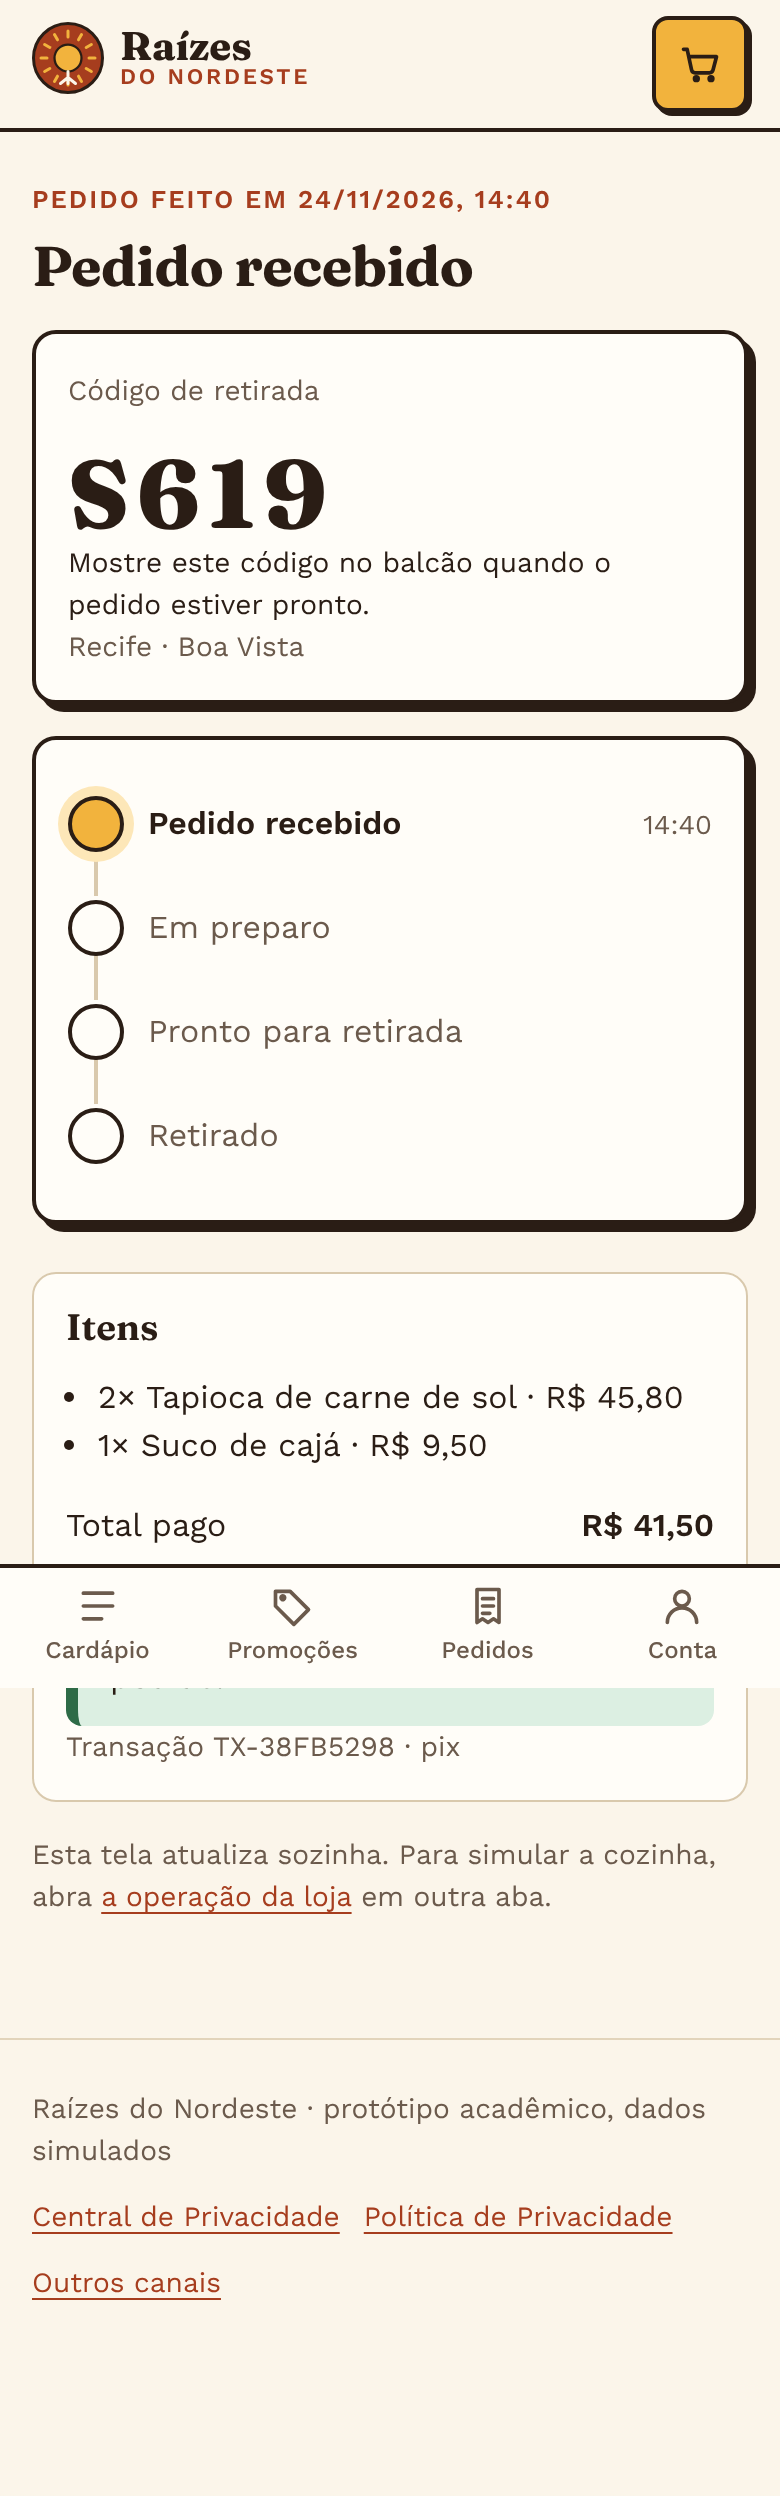 Raízes
DO NORDESTE
PEDIDO FEITO EM 24/11/2026, 14:40
Pedido recebido
Código de retirada
S619
Mostre este código no balcão quando o
pedido estiver pronto.
Recife · Boa Vista
Pedido recebido 14:40
Em preparo
Pronto para retirada
Retirado
Itens
• 2× Tapioca de carne de sol · R$ 45,80
• 1× Suco de cajá · R$ 9,50
Total pago R$ 41,50
Cardápio Promoções Pedidos Conta
Transação TX-38FB5298 · pix
Esta tela atualiza sozinha. Para simular a cozinha,
abra a operação da loja em outra aba.
Raízes do Nordeste · protótipo acadêmico, dados
simulados
Central de Privacidade Política de Privacidade
Outros canais